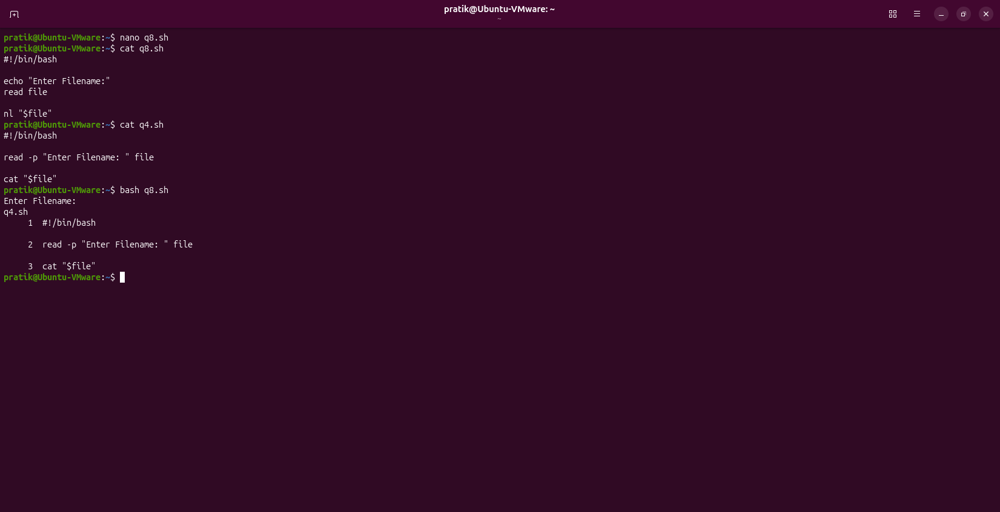 pratik@Ubuntu-VMware: ~
~
pratik@Ubuntu-VMware:~$ nano q8.sh
pratik@Ubuntu-VMware:~$ cat q8.sh
#!/bin/bash

echo "Enter Filename:"
read file

nl "$file"
pratik@Ubuntu-VMware:~$ cat q4.sh
#!/bin/bash

read -p "Enter Filename: " file

cat "$file"
pratik@Ubuntu-VMware:~$ bash q8.sh
Enter Filename:
q4.sh
     1  #!/bin/bash

     2  read -p "Enter Filename: " file

     3  cat "$file"
pratik@Ubuntu-VMware:~$